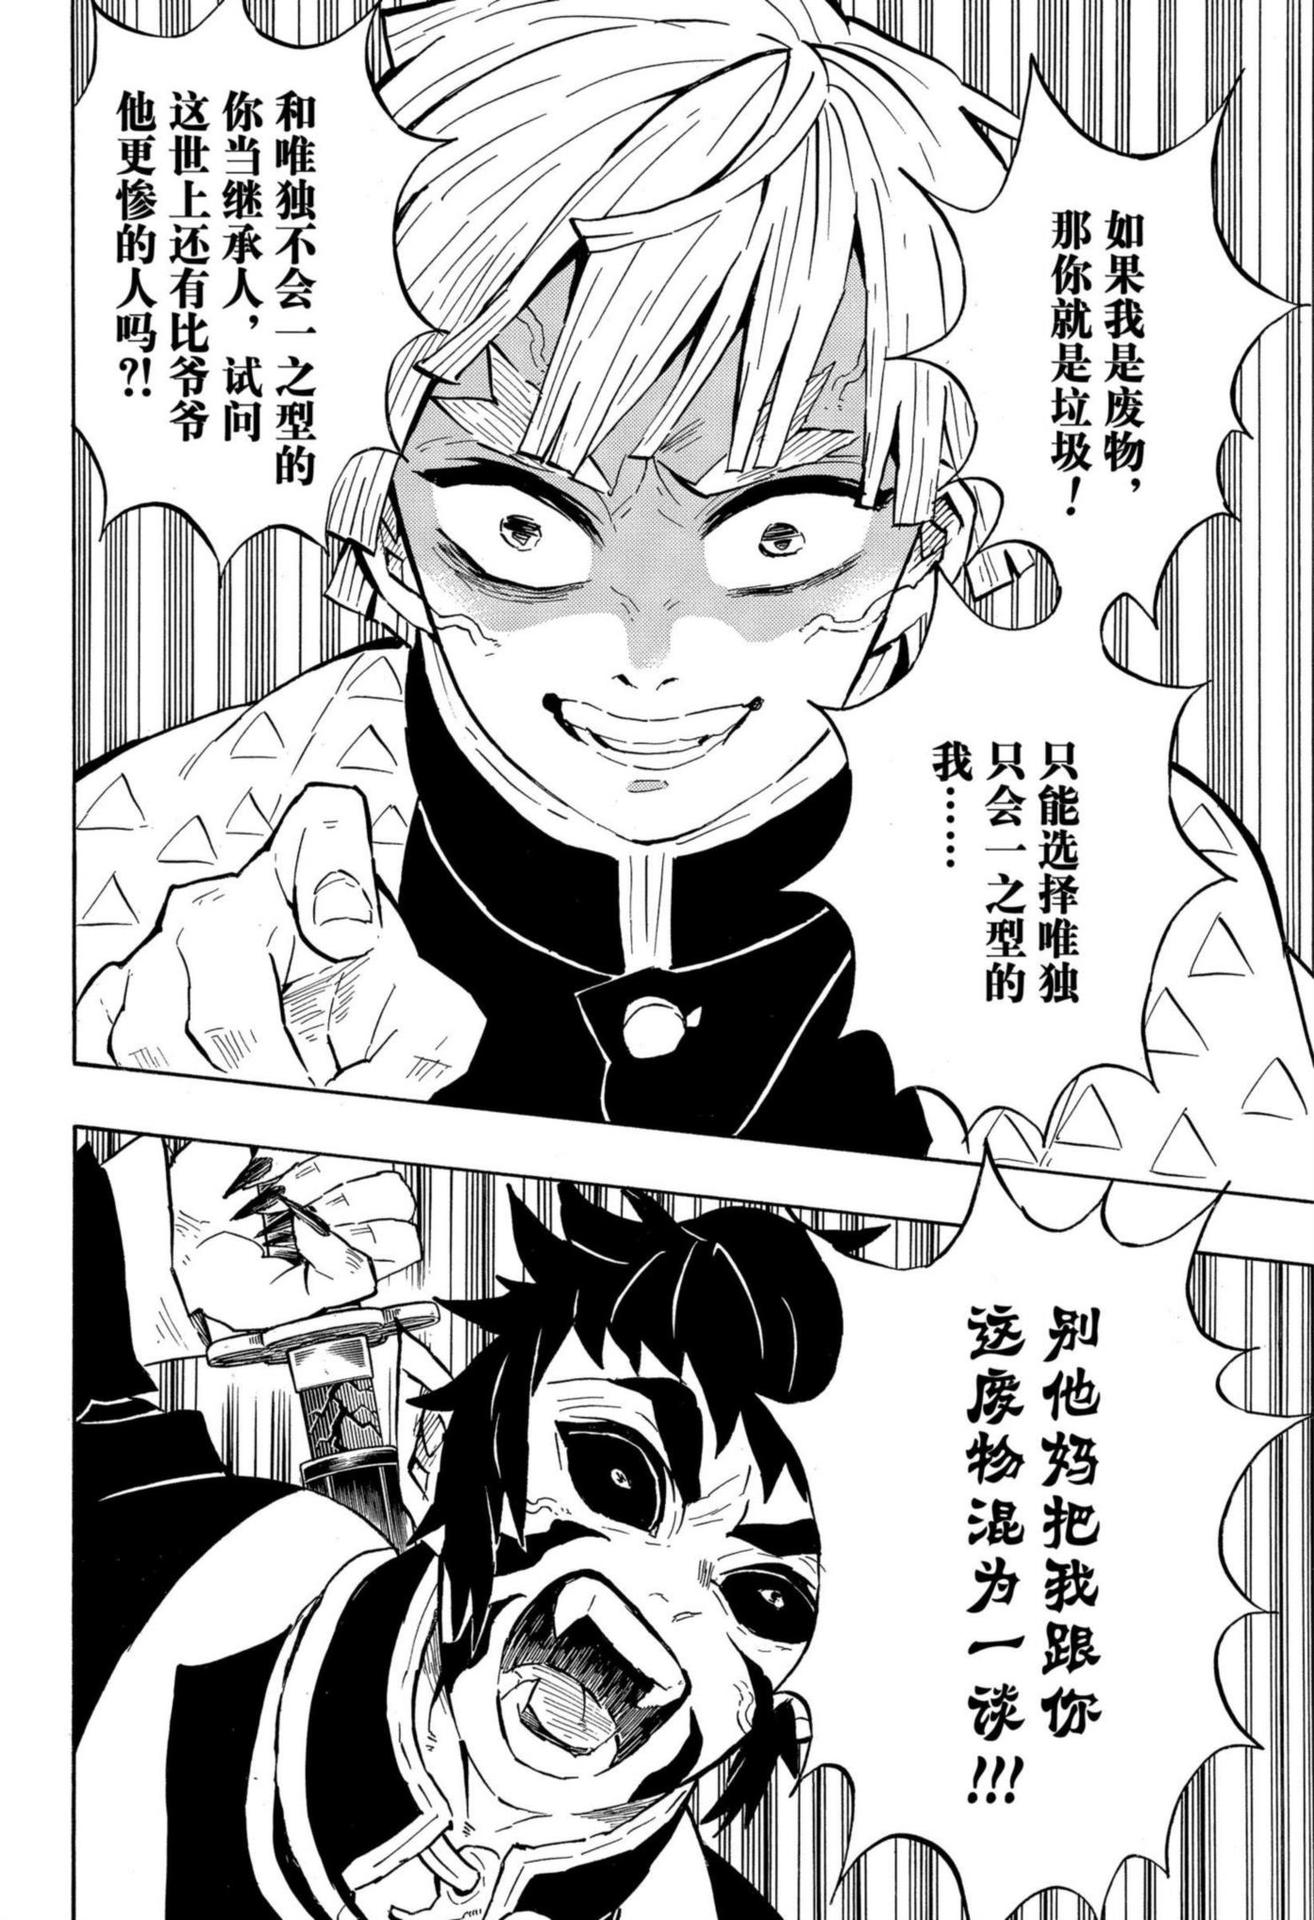 如果我是废物，
那你就是垃圾！
只能选择唯独
只会一之型的
我……
和唯独不会一之型的
你当继承人，试问
这世上还有比爷爷
他更惨的人吗?!
别他妈把我跟你
这废物混为一谈!!!